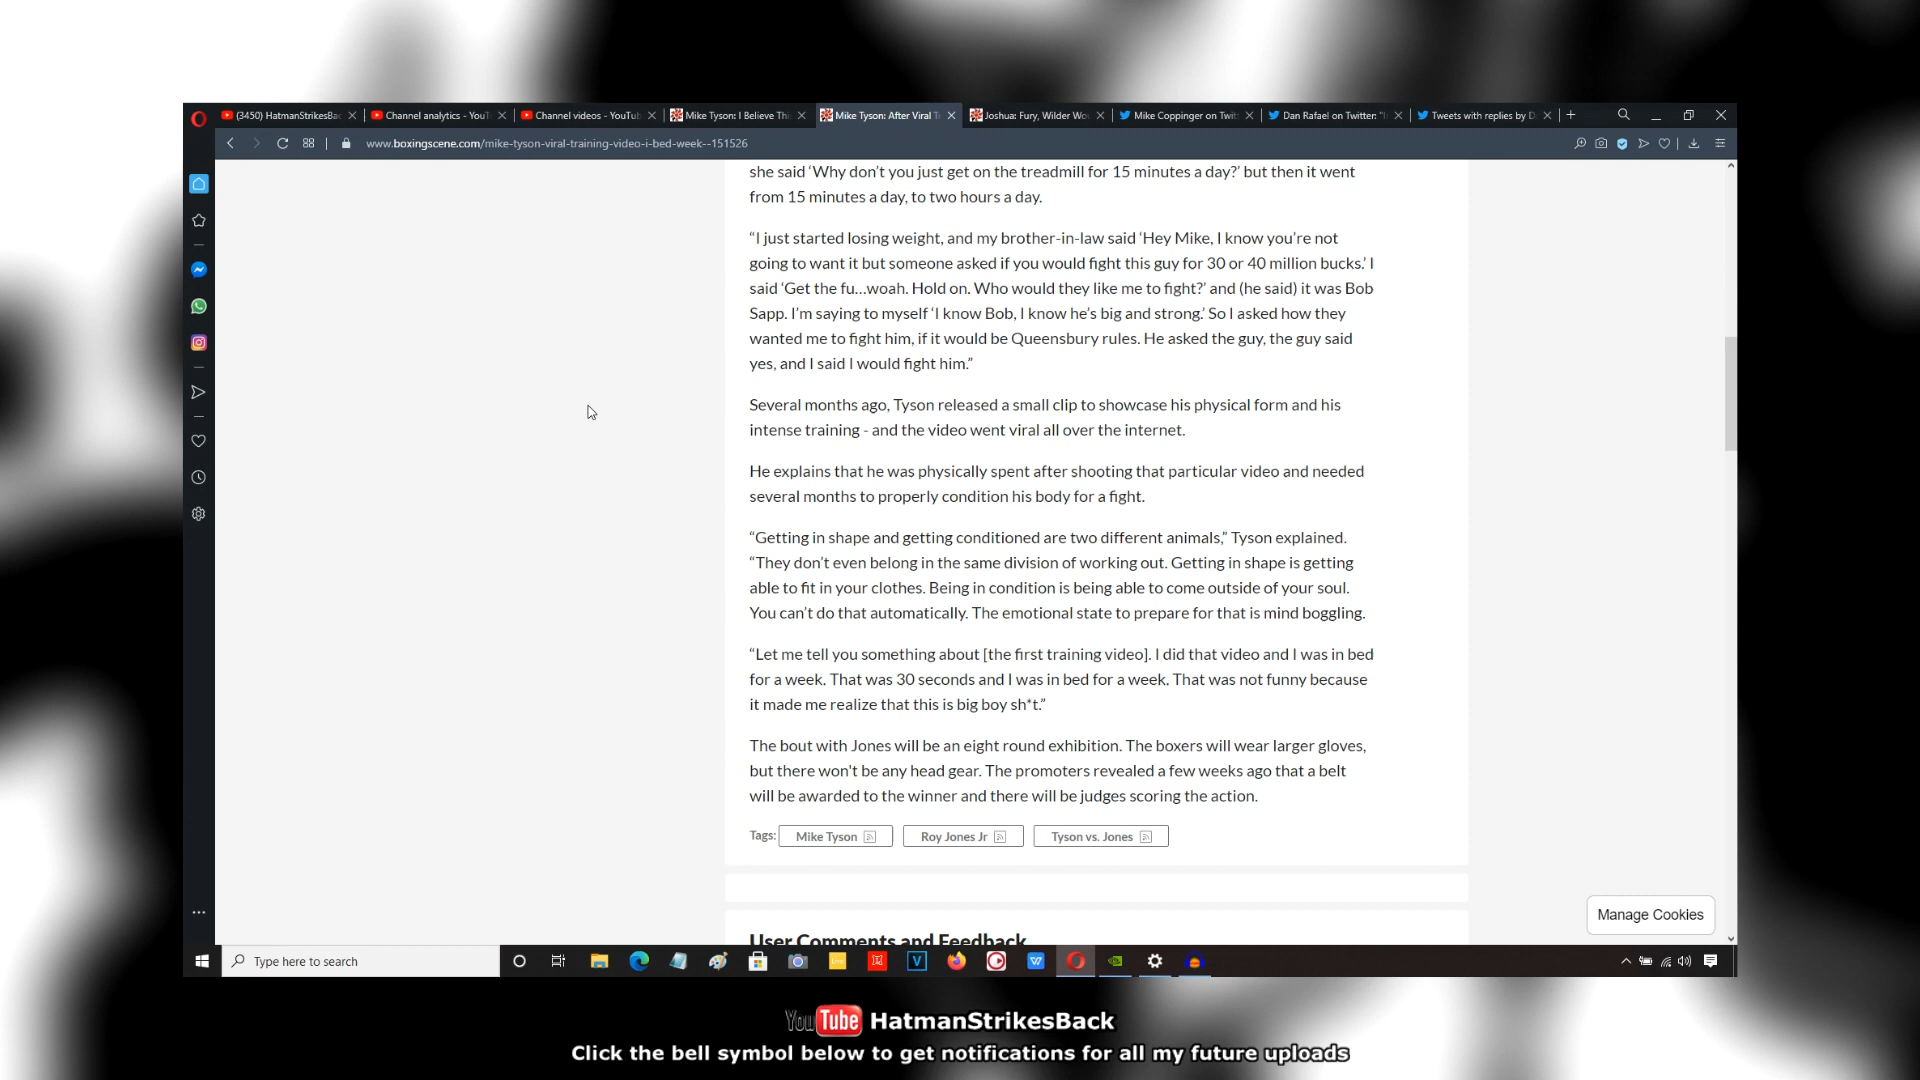 (3450) HatmanStrikesBac
Channel analytics - YouT
Channel videos - YouTub
Mike Tyson: I Believe Thi
Mike Tyson: After Viral T
Joshua: Fury, Wilder Wo
Mike Coppinger on Twit
Dan Rafael on Twitter: "I
Tweets with replies by D
www.boxingscene.com/mike-tyson-viral-training-video-i-bed-week--151526
she said ‘Why don’t you just get on the treadmill for 15 minutes a day?’ but then it went
from 15 minutes a day, to two hours a day.
“I just started losing weight, and my brother-in-law said ‘Hey Mike, I know you’re not
going to want it but someone asked if you would fight this guy for 30 or 40 million bucks.’ I
said ‘Get the fu...woah. Hold on. Who would they like me to fight?’ and (he said) it was Bob
Sapp. I’m saying to myself ‘I know Bob, I know he’s big and strong.’ So I asked how they
wanted me to fight him, if it would be Queensbury rules. He asked the guy, the guy said
yes, and I said I would fight him.”
Several months ago, Tyson released a small clip to showcase his physical form and his
intense training - and the video went viral all over the internet.
He explains that he was physically spent after shooting that particular video and needed
several months to properly condition his body for a fight.
“Getting in shape and getting conditioned are two different animals,” Tyson explained.
“They don’t even belong in the same division of working out. Getting in shape is getting
able to fit in your clothes. Being in condition is being able to come outside of your soul.
You can’t do that automatically. The emotional state to prepare for that is mind boggling.
“Let me tell you something about [the first training video]. I did that video and I was in bed
for a week. That was 30 seconds and I was in bed for a week. That was not funny because
it made me realize that this is big boy sh*t.”
The bout with Jones will be an eight round exhibition. The boxers will wear larger gloves,
but there won't be any head gear. The promoters revealed a few weeks ago that a belt
will be awarded to the winner and there will be judges scoring the action.
Tags: Mike Tyson Roy Jones Jr Tyson vs. Jones
Manage Cookies
User Comments and Feedback
Type here to search
YouTube HatmanStrikesBack
Click the bell symbol below to get notifications for all my future uploads